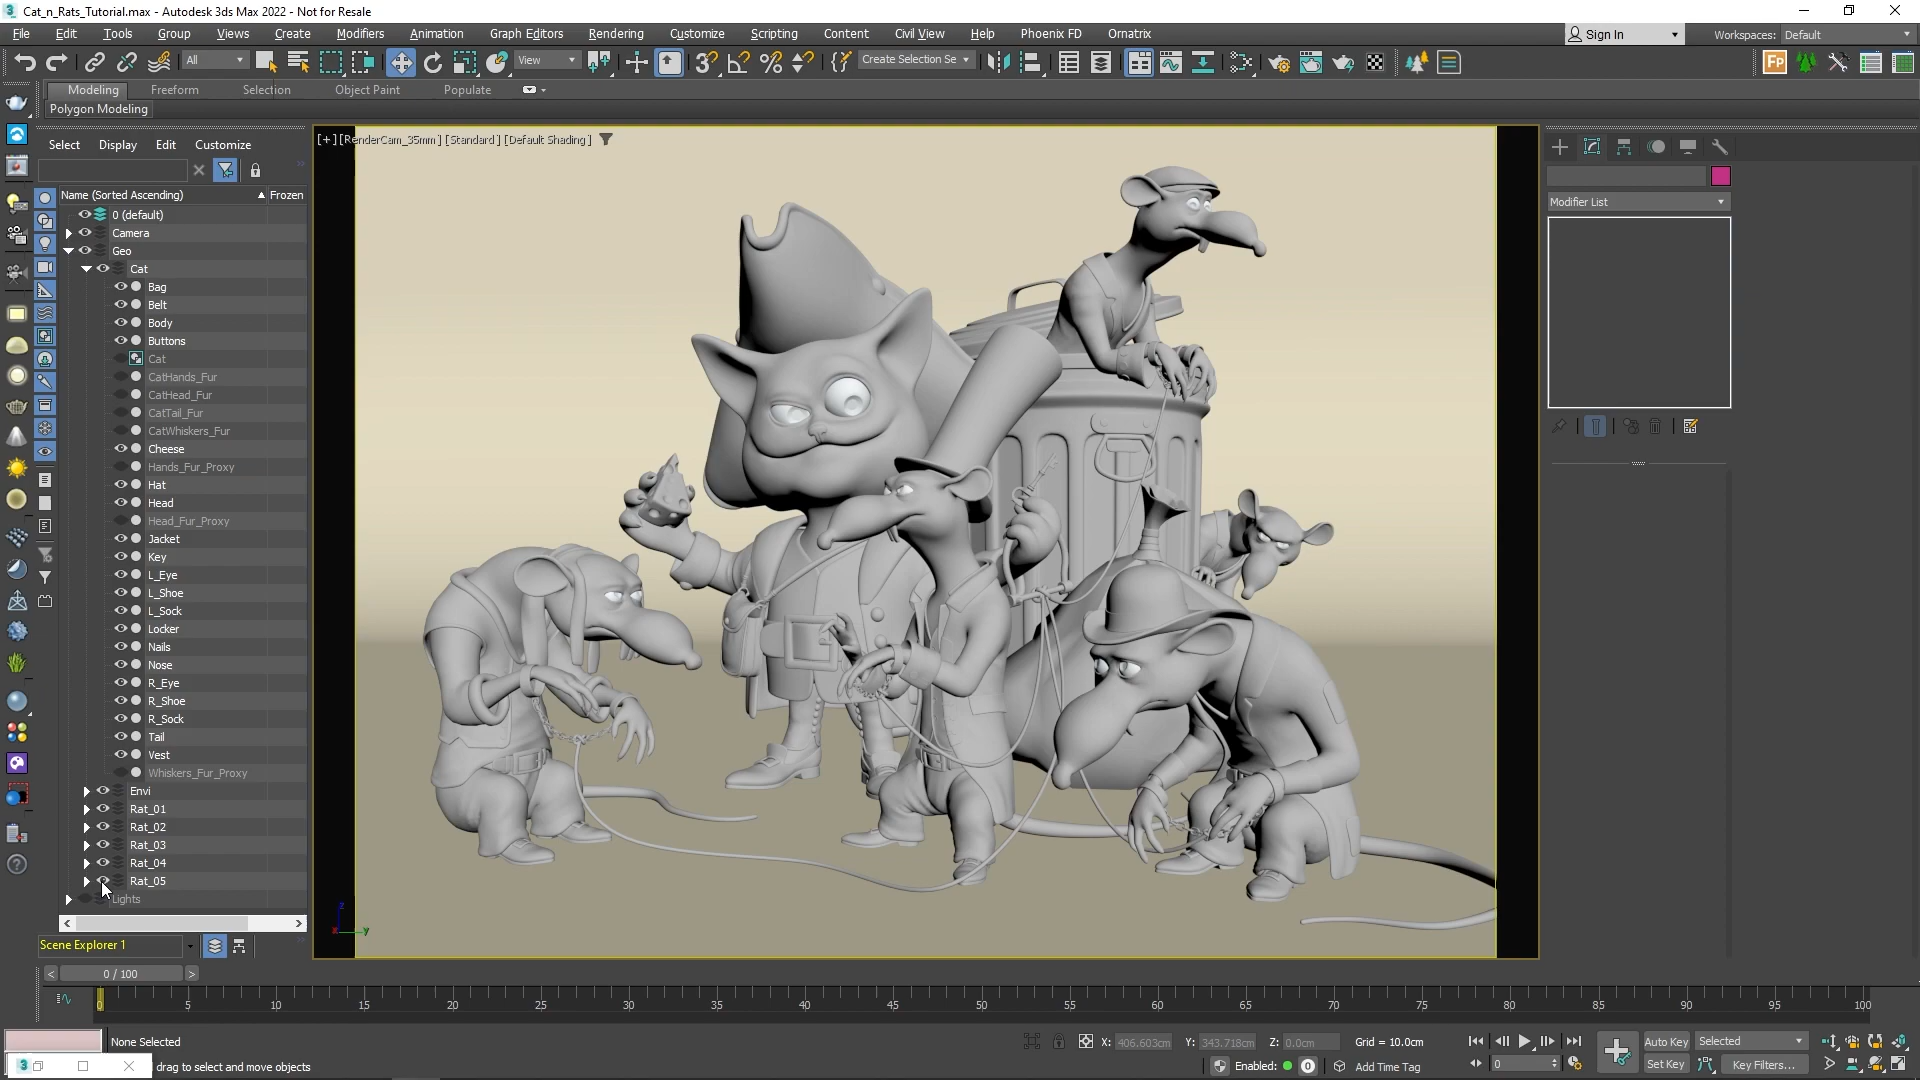 Cat_n_Rats_Tutorial.max - Autodesk 3ds Max 2022 - Not for Resale
File Edit Tools Group Views Create Modifiers Animation Graph Editors Rendering Customize Scripting Content Civil View Help Phoenix FD Ornatrix
Sign In Workspaces: Default
All View Create Selection Se Fp
Modeling Freeform Selection Object Paint Populate
Polygon Modeling
Select Display Edit Customize
[+] [RenderCam_35mm ] [Standard ] [Default Shading ]
Name (Sorted Ascending) Frozen
0 (default)
Camera
Geo
Cat
Bag
Belt
Body
Buttons
Cat
CatHands_Fur
CatHead_Fur
CatTail_Fur
CatWhiskers_Fur
Cheese
Hands_Fur_Proxy
Hat
Head
Head_Fur_Proxy
Jacket
Key
L_Eye
L_Shoe
L_Sock
Locker
Nails
Nose
R_Eye
R_Shoe
R_Sock
Tail
Vest
Whiskers_Fur_Proxy
Envi
Rat_01
Rat_02
Rat_03
Rat_04
Rat_05
Lights
Modifier List
z
x y
Scene Explorer 1
< 0 / 100 >
0 5 10 15 20 25 30 35 40 45 50 55 60 65 70 75 80 85 90 95 100
None Selected
drag to select and move objects
X: 406.603cm Y: 343.718cm Z: 0.0cm Grid = 10.0cm
Enabled: 0 Add Time Tag
0
Auto Key Selected
Set Key Key Filters...